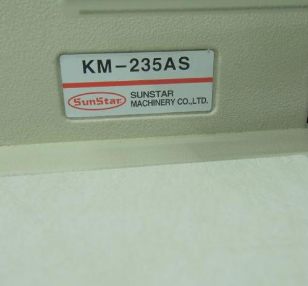 KM-235AS
SunStar
SUNSTAR
MACHINERY CO.,LTD.